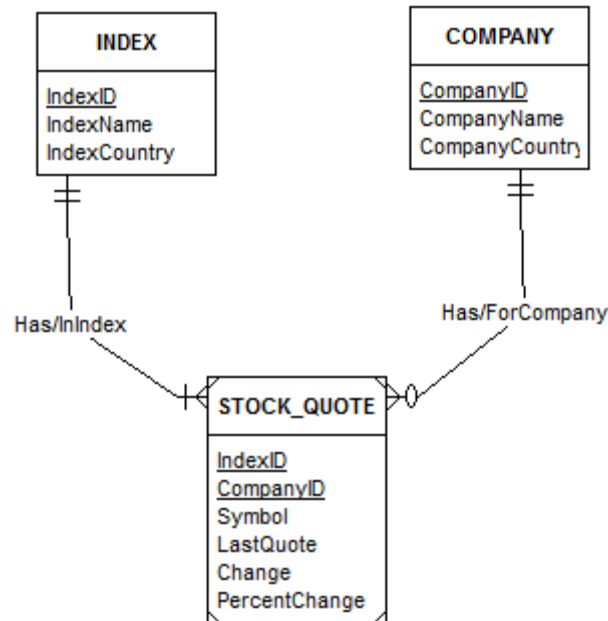 INDEX
IndexID
IndexName
IndexCountry
COMPANY
CompanyID
CompanyName
CompanyCountry
Has/InIndex
Has/ForCompany
STOCK_QUOTE
IndexID
CompanyID
Symbol
LastQuote
Change
PercentChange